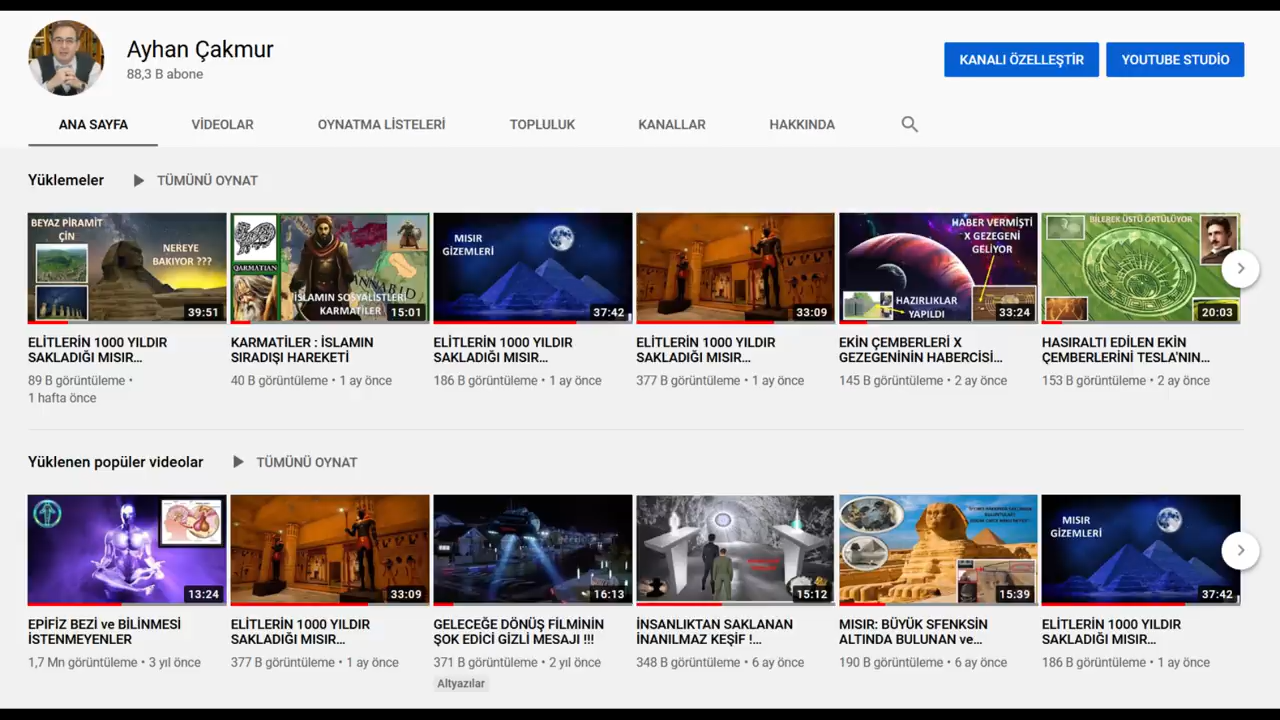 Ayhan Çakmur
88,3 B abone
KANALI ÖZELLEŞTİR
YOUTUBE STUDIO
ANA SAYFA
VİDEOLAR
OYNATMA LİSTELERİ
TOPLULUK
KANALLAR
HAKKINDA
Yüklemeler
TÜMÜNÜ OYNAT
BEYAZ PİRAMİT
ÇİN
NEREYE
BAKIYOR ???
39:51
QARMATIAN
ANNABID
İSLAMIN SOSYALİSTLERİ
KARMATİLER
15:01
MISIR
GİZEMLERİ
37:42
33:09
HABER VERMİŞTİ
X GEZEGENİ
GELİYOR
HAZIRLIKLAR
YAPILDI
33:24
BİLEREK ÜSTÜ ÖRTÜLÜYOR
20:03
ELİTLERİN 1000 YILDIR
SAKLADIĞI MISIR...
89 B görüntüleme •
1 hafta önce
KARMATİLER : İSLAMIN
SIRADIŞI HAREKETİ
40 B görüntüleme • 1 ay önce
ELİTLERİN 1000 YILDIR
SAKLADIĞI MISIR...
186 B görüntüleme • 1 ay önce
ELİTLERİN 1000 YILDIR
SAKLADIĞI MISIR...
377 B görüntüleme • 1 ay önce
EKİN ÇEMBERLERİ X
GEZEGENİNİN HABERCİSİ...
145 B görüntüleme • 2 ay önce
HASIRALTI EDİLEN EKİN
ÇEMBERLERİNİ TESLA'NIN...
153 B görüntüleme • 2 ay önce
Yüklenen popüler videolar
TÜMÜNÜ OYNAT
13:24
33:09
16:13
15:12
15:39
MISIR
GİZEMLERİ
37:42
EPİFİZ BEZİ ve BİLİNMESİ
İSTENMEYENLER
1,7 Mn görüntüleme • 3 yıl önce
ELİTLERİN 1000 YILDIR
SAKLADIĞI MISIR...
377 B görüntüleme • 1 ay önce
GELECEĞE DÖNÜŞ FİLMİNİN
ŞOK EDİCİ GİZLİ MESAJI !!!
371 B görüntüleme • 2 yıl önce
Altyazılar
İNSANLIKTAN SAKLANAN
İNANILMAZ KEŞİF !...
348 B görüntüleme • 6 ay önce
MISIR: BÜYÜK SFENKSİN
ALTINDA BULUNAN ve...
190 B görüntüleme • 6 ay önce
ELİTLERİN 1000 YILDIR
SAKLADIĞI MISIR...
186 B görüntüleme • 1 ay önce